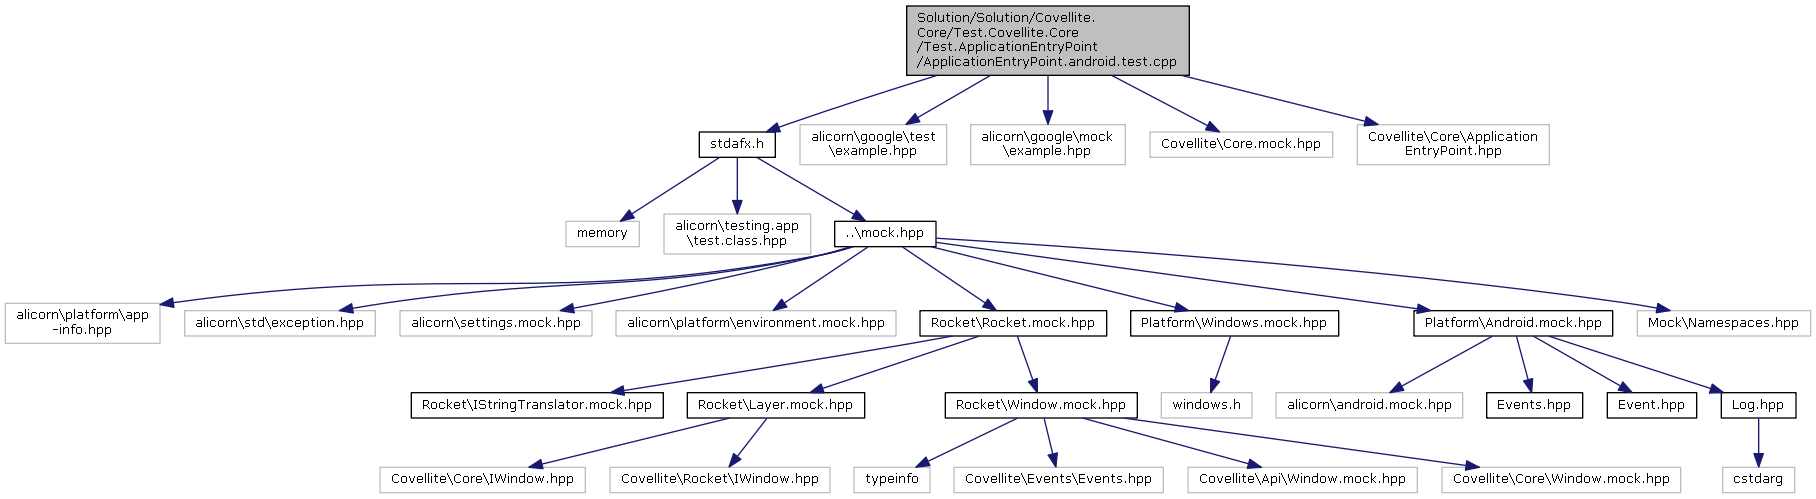 Solution/Solution/Covellite.
Core/Test.Covellite.Core
/Test.ApplicationEntryPoint
/ApplicationEntryPoint.android.test.cpp
stdafx.h
alicorn\google\test
\example.hpp
alicorn\google\mock
\example.hpp
Covellite\Core.mock.hpp
Covellite\Core\Application
EntryPoint.hpp
memory
alicorn\testing.app
\test.class.hpp
..\mock.hpp
alicorn\platform\app
-info.hpp
alicorn\std\exception.hpp
alicorn\settings.mock.hpp
alicorn\platform\environment.mock.hpp
Rocket\Rocket.mock.hpp
Platform\Windows.mock.hpp
Platform\Android.mock.hpp
Mock\Namespaces.hpp
Rocket\IStringTranslator.mock.hpp
Rocket\Layer.mock.hpp
Rocket\Window.mock.hpp
windows.h
alicorn\android.mock.hpp
Events.hpp
Event.hpp
Log.hpp
Covellite\Core\IWindow.hpp
Covellite\Rocket\IWindow.hpp
typeinfo
Covellite\Events\Events.hpp
Covellite\Api\Window.mock.hpp
Covellite\Core\Window.mock.hpp
cstdarg